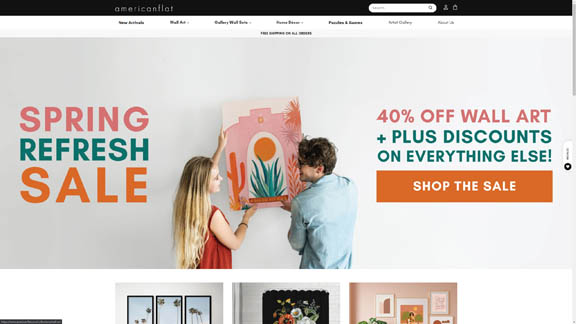 americanflat
Search
New Arrivals
Wall Art
Gallery Wall Sets
Home Decor
Puzzles & Games
Artist Gallery
About Us
FREE SHIPPING ON ALL ORDERS
SPRING
REFRESH
SALE
40% OFF WALL ART
+ PLUS DISCOUNTS
ON EVERYTHING ELSE!
SHOP THE SALE